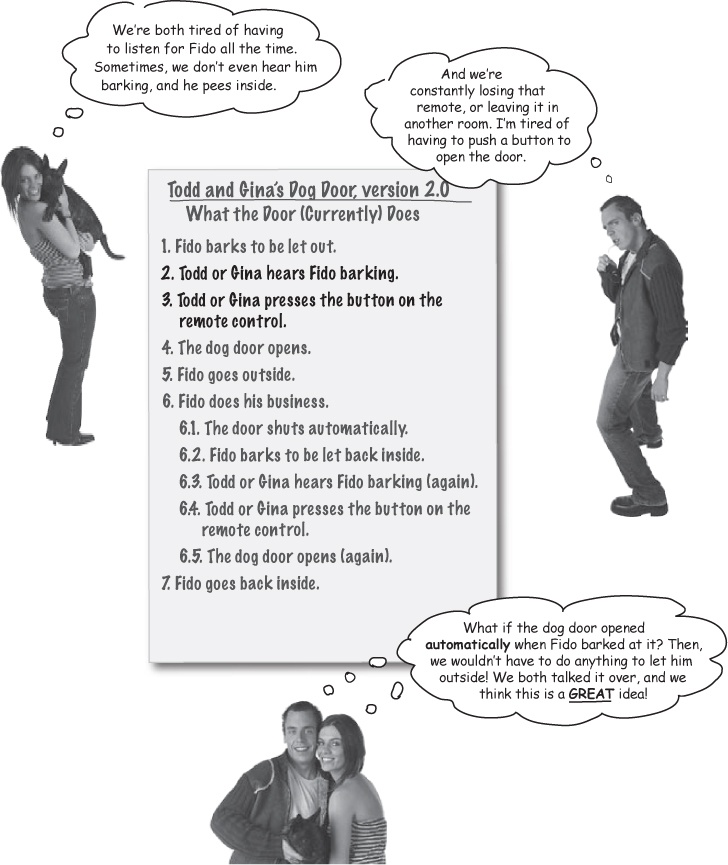 We're both tired of having
to listen for Fido all the time.
Sometimes, we don't even hear him
barking, and he pees inside.
And we're
constantly losing that
remote, or leaving it in
another room. I'm tired of
having to push a button to
open the door.
Todd and Gina's Dog Door, version 2.0
What the Door (Currently) Does
1. Fido barks to be let out.
2. Todd or Gina hears Fido barking.
3. Todd or Gina presses the button on the
remote control.
4. The dog door opens.
5. Fido goes outside.
6. Fido does his business.
6.1. The door shuts automatically.
6.2. Fido barks to be let back inside.
6.3. Todd or Gina hears Fido barking (again).
6.4. Todd or Gina presses the button on the
remote control.
6.5. The dog door opens (again).
7. Fido goes back inside.
What if the dog door opened
automatically when Fido barked at it? Then,
we wouldn't have to do anything to let him
outside! We both talked it over, and we
think this is a GREAT idea!